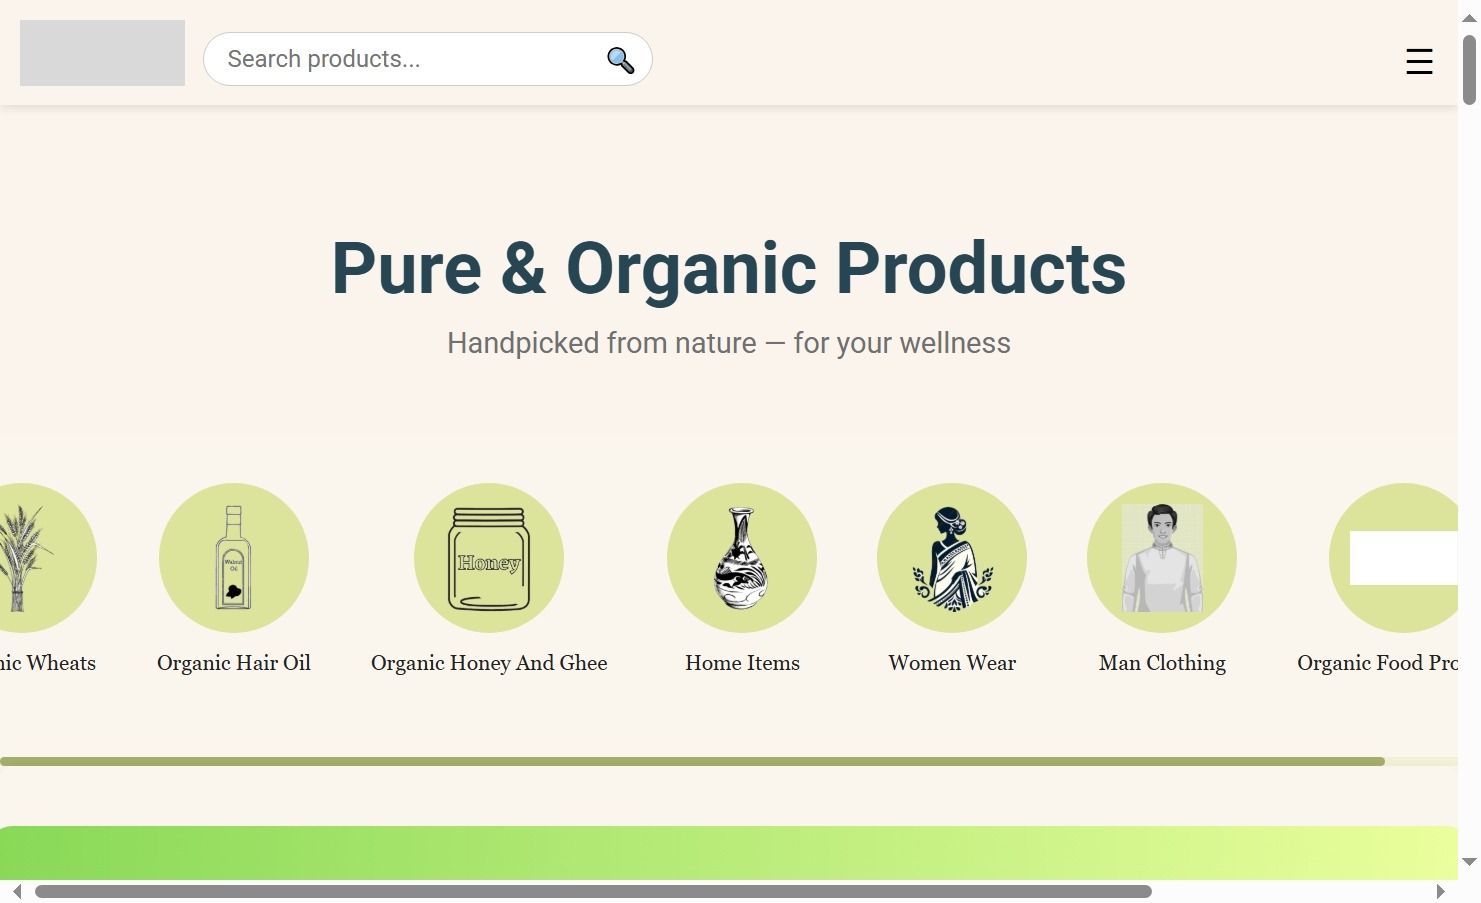 Search products...
Pure & Organic Products
Handpicked from nature — for your wellness
Walnut
Oil
Honey
nic Wheats
Organic Hair Oil
Organic Honey And Ghee
Home Items
Women Wear
Man Clothing
Organic Food Pro